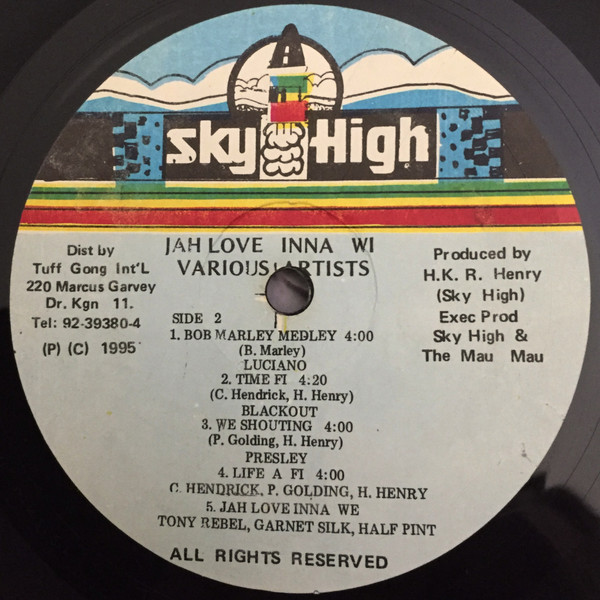 sky High
JAH LOVE INNA WI
VARIOUS ARTISTS
Dist by
Tuff Gong Int'L
220 Marcus Garvey
Dr. Kgn 11.
Tel: 92-39380-4
(P) (C) 1995
Produced by
H.K. R. Henry
(Sky High)
Exec Prod
Sky High &
The Mau Mau
SIDE 2
1. BOB MARLEY MEDLEY 4:00
(B. Marley)
LUCIANO
2. TIME FI 4:20
(C. Hendrick, H. Henry)
BLACKOUT
3. WE SHOUTING 4:00
(P. Golding, H. Henry)
PRESLEY
4. LIFE A FI 4:00
C. HENDRICK, P. GOLDING, H. HENRY
5. JAH LOVE INNA WE
TONY REBEL, GARNET SILK, HALF PINT
ALL RIGHTS RESERVED